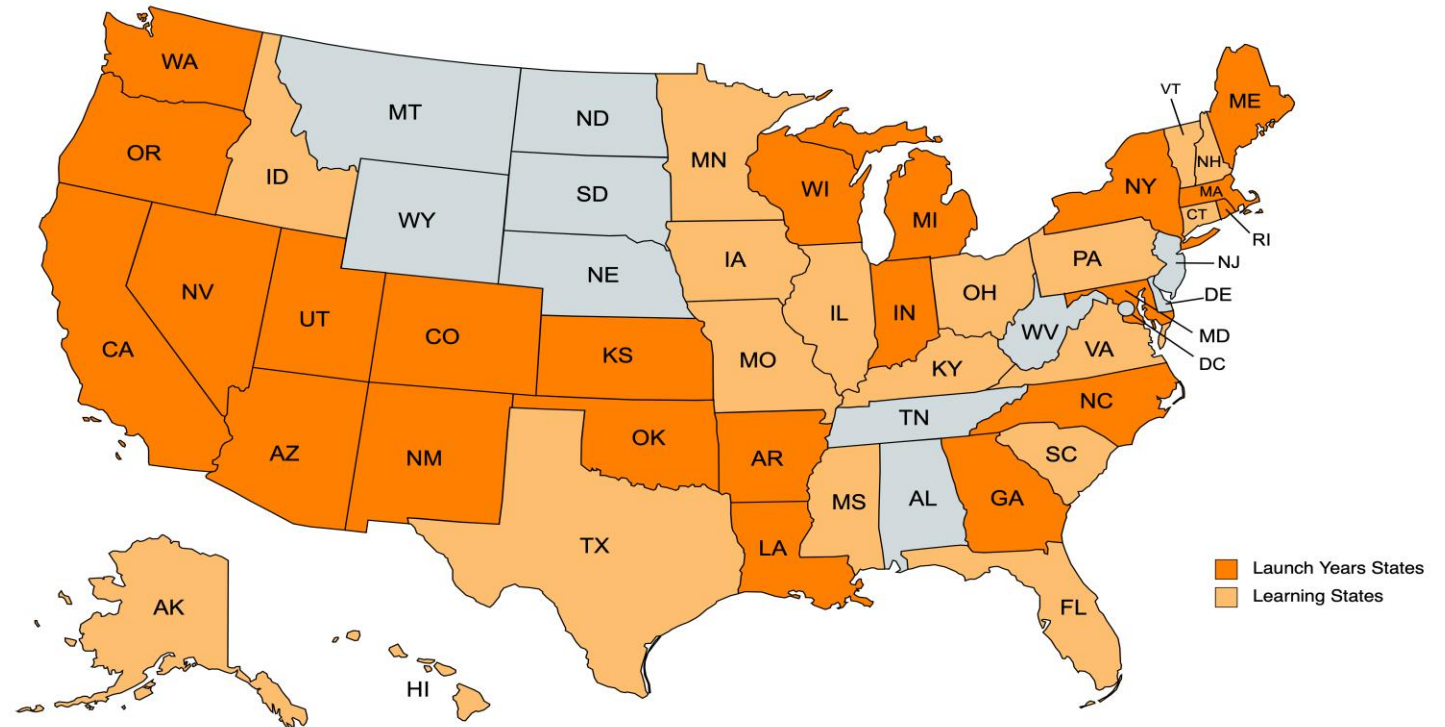 WA
MT
ND
MN
VT
ME
OR
ID
WI
NH
SD
MI
NY
MA
WY
CT
RI
IA
PA
NJ
NE
OH
DE
NV
UT
IL
IN
CO
WV
MD
CA
KS
MO
VA
DC
KY
NC
TN
OK
AZ
NM
AR
SC
MS
AL
GA
TX
LA
Launch Years States
Learning States
AK
FL
HI